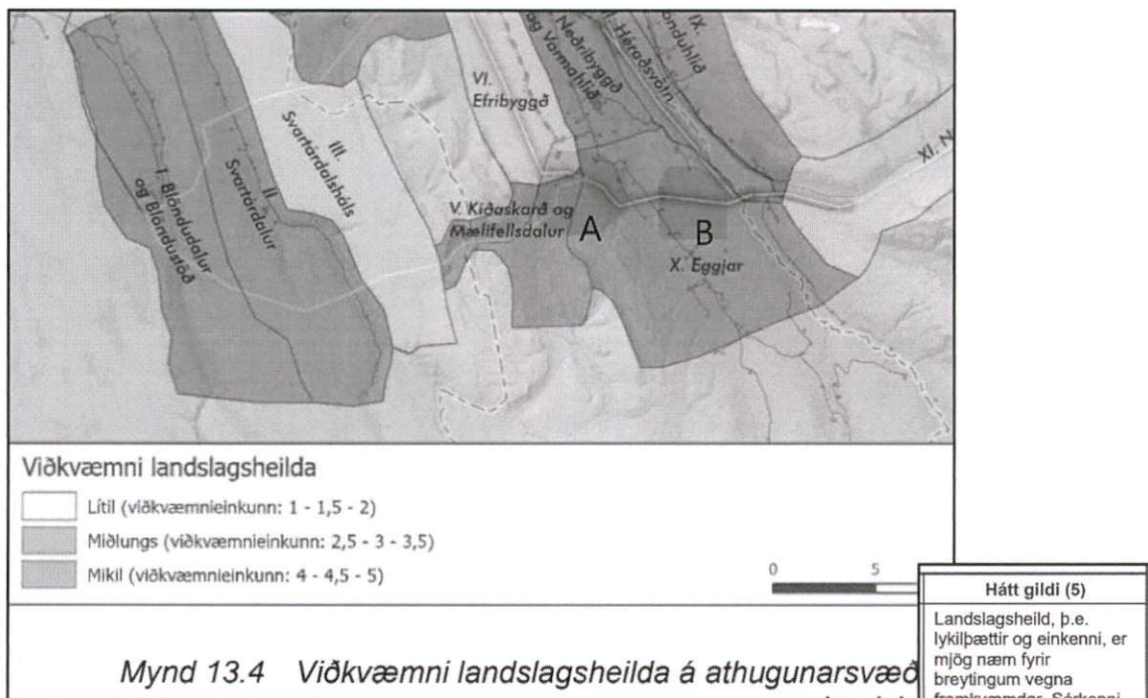 IX.
onduhlíð
Héraðsvötn
Neðribyggð
og Varmahlíð
VI.
Efribyggð
III.
Svartárdalsháls
II.
Svartárdalur
I. Blöndudalur
og Blöndustöð
V. Kiðaskarð og
Mælifellsdalur
A
B
X. Eggjar
XI. N
Viðkvæmni landslagsheilda
Lítil (viðkvæmnieinkunn: 1 - 1,5 - 2)
Miðlungs (viðkvæmnieinkunn: 2,5 - 3 - 3,5)
Mikil (viðkvæmnieinkunn: 4 - 4,5 - 5)
0 5
Mynd 13.4 Viðkvæmni landslagsheilda á athugunarsvæð
Hátt gildi (5)
Landslagsheild, þ.e.
lykilþættir og einkenni, er
mjög næm fyrir
breytingum vegna